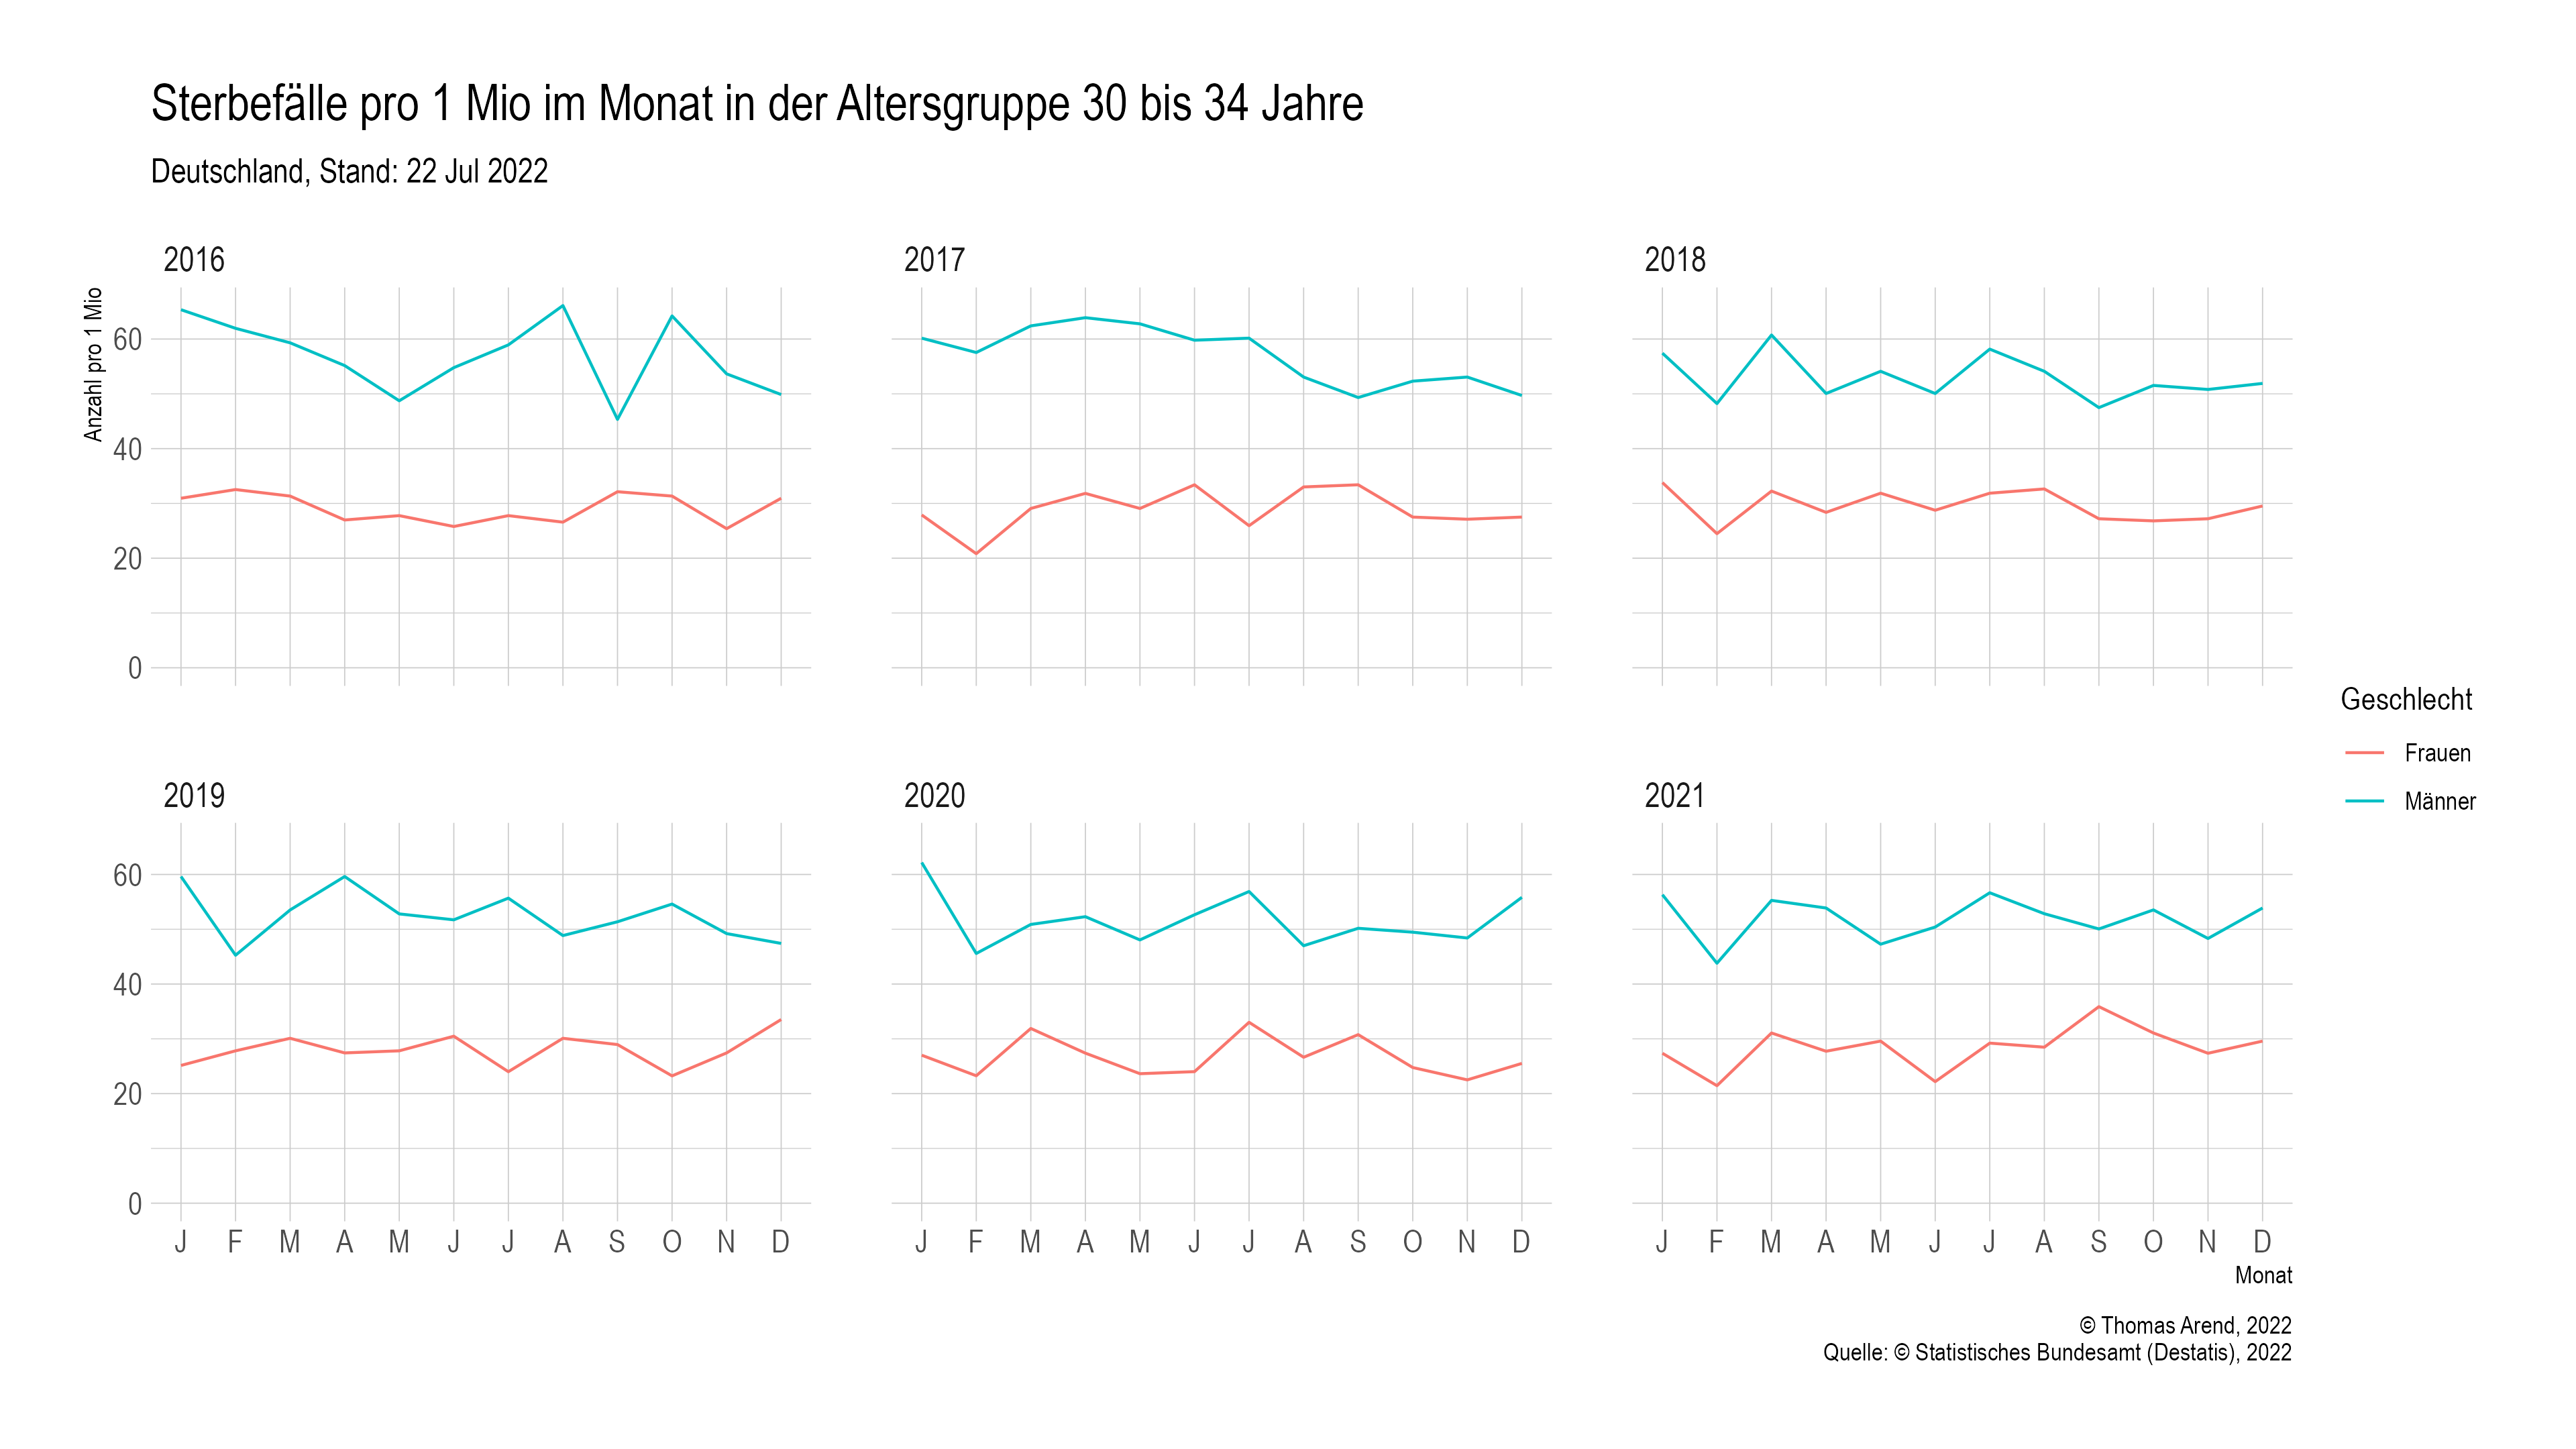 Sterbefälle pro 1 Mio im Monat in der Altersgruppe 30 bis 34 Jahre
Deutschland, Stand: 22 Jul 2022
2016
2017
2018
Anzahl pro 1 Mio
60
40
20
0
Geschlecht
Frauen
Männer
2019
2020
2021
60
40
20
0
J F M A M J J A S O N D
J F M A M J J A S O N D
J F M A M J J A S O N D
Monat
© Thomas Arend, 2022
Quelle: © Statistisches Bundesamt (Destatis), 2022